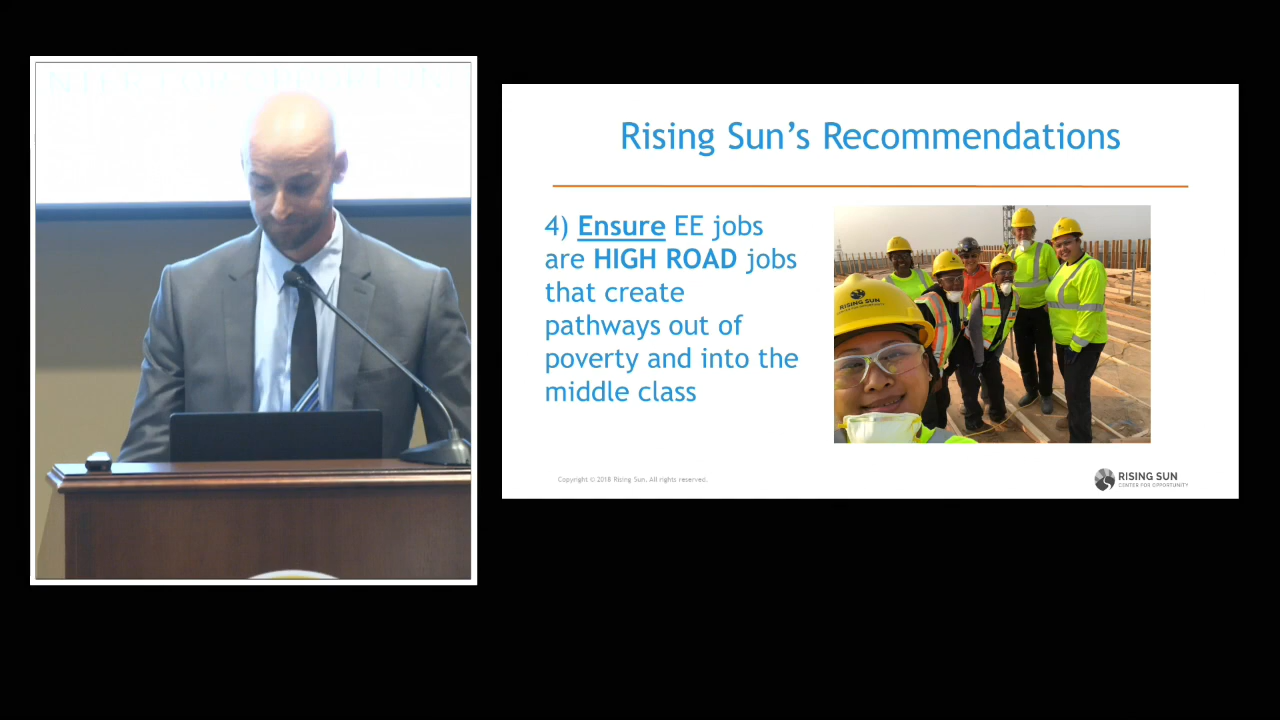 Rising Sun's Recommendations
4) Ensure EE jobs
are HIGH ROAD jobs
that create
pathways out of
poverty and into the
middle class
RISING SUN
Copyright © 2018 Rising Sun. All rights reserved.
RISING SUN
CENTER FOR OPPORTUNITY